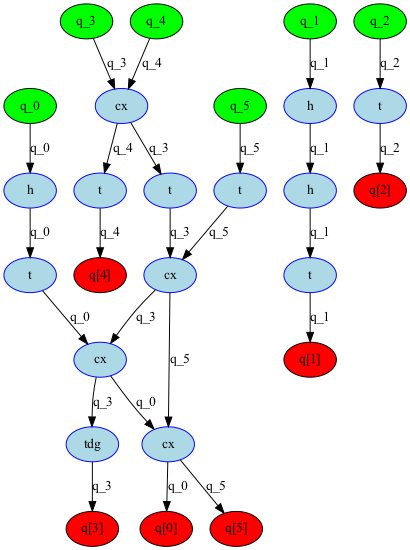 q_3 q_4 q_1 q_2
q_3 q_4 q_1 q_2
q_0 cx q_5 h t
q_0 q_4 q_3 q_5 q_1 q_2
h t t t h q[2]
q_0 q_4 q_3 q_5 q_1
t q[4] cx t
q_0 q_3 q_1
cx q_5 q[1]
q_3 q_0
tdg cx
q_3 q_0 q_5
q[3] q[0] q[5]